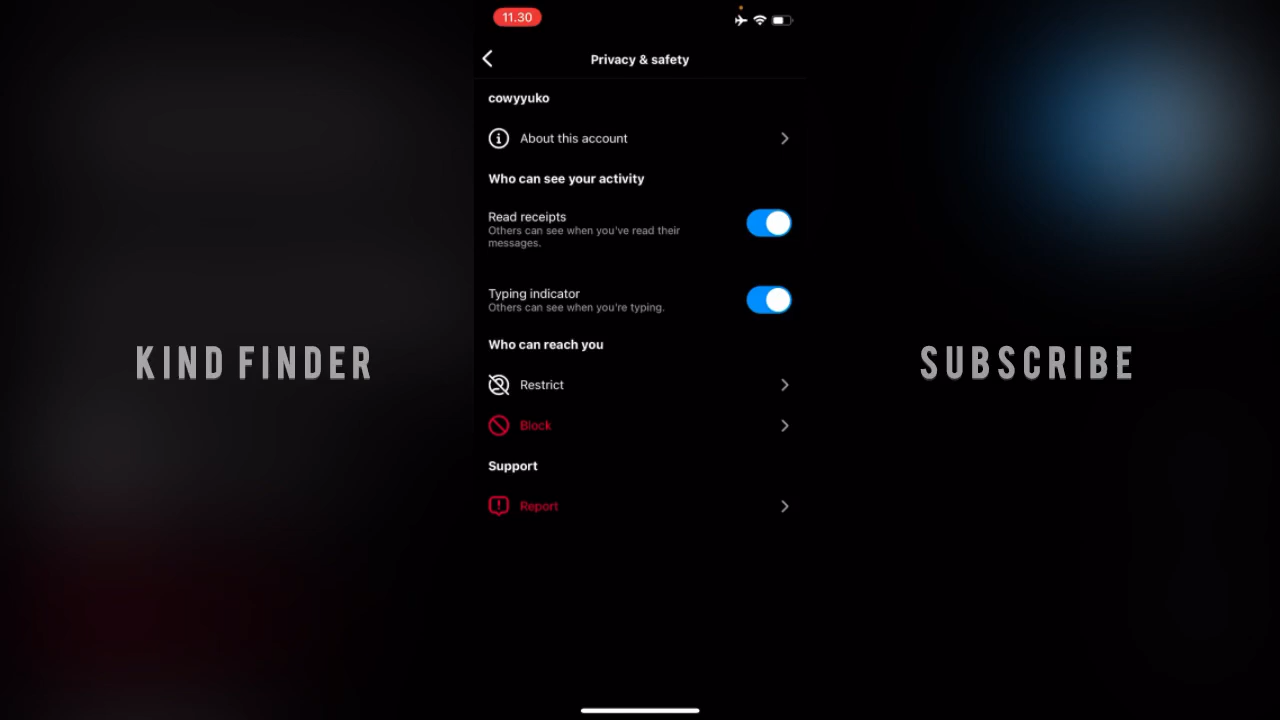 11.30
Privacy & safety
cowyyuko
About this account
Who can see your activity
Read receipts
Others can see when you've read their
messages.
Typing indicator
Others can see when you're typing.
KIND FINDER
SUBSCRIBE
Who can reach you
Restrict
Block
Support
Report